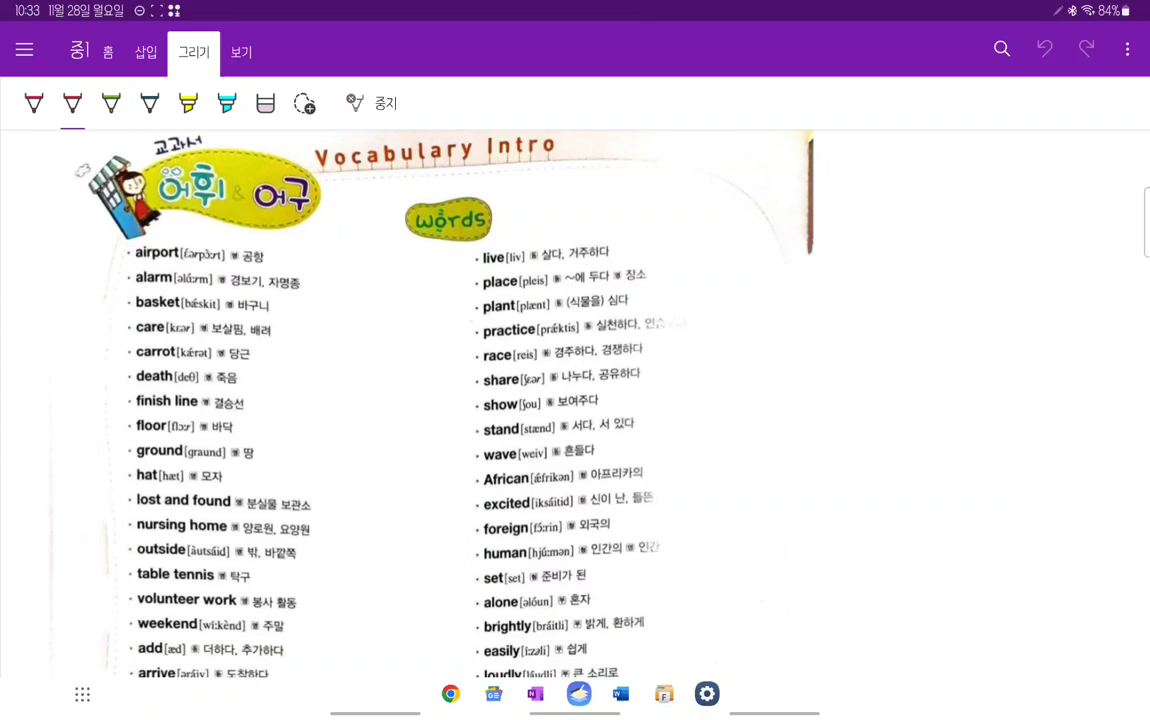 10:33 11월 28일 월요일
84%
중1 홈 삽입 그리기 보기
중지
교과서
Vocabulary Intro
어휘 & 어구
words
· airport[ɛ́ərpɔ̀ːrt] 명 공항
· alarm[əlɑ́ːrm] 명 경보기, 자명종
· basket[bǽskit] 명 바구니
· care[kɛər] 명 보살핌, 배려
· carrot[kǽrət] 명 당근
· death[deθ] 명 죽음
· finish line 명 결승선
· floor[flɔːr] 명 바닥
· ground[graund] 명 땅
· hat[hæt] 명 모자
· lost and found 명 분실물 보관소
· nursing home 명 양로원, 요양원
· outside[àutsáid] 명 밖, 바깥쪽
· table tennis 명 탁구
· volunteer work 명 봉사 활동
· weekend[wíːkènd] 명 주말
· add[æd] 동 더하다, 추가하다
· arrive[əráiv] 동 도착하다
· live[liv] 동 살다, 거주하다
· place[pleis] 동 ~에 두다 명 장소
· plant[plænt] 동 (식물을) 심다
· practice[prǽktis] 동 실천하다,
· race[reis] 동 경주하다, 경쟁하다
· share[ʃɛər] 동 나누다, 공유하다
· show[ʃou] 동 보여주다
· stand[stænd] 동 서다, 서 있다
· wave[weiv] 동 흔들다
· African[ǽfrikən] 형 아프리카의
· excited[iksáitid] 형 신이 난, 들뜬
· foreign[fɔ́ːrin] 형 외국의
· human[hjúːmən] 형 인간의 명 인간
· set[set] 형 준비가 된
· alone[əlóun] 부 혼자
· brightly[bráitli] 부 밝게, 환하게
· easily[íːzəli] 부 쉽게
· loudly[láudli] 부 큰 소리로